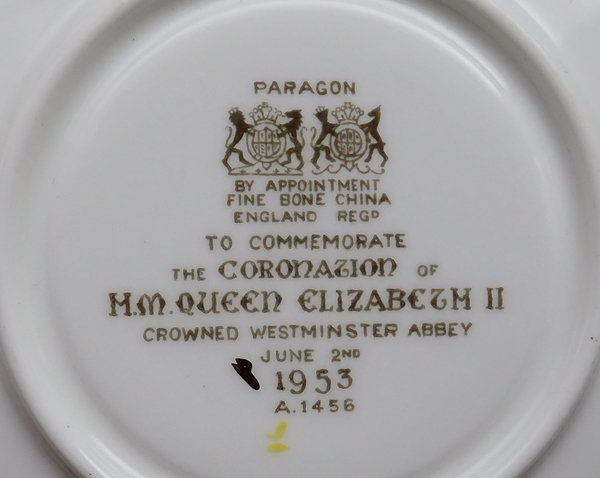 PARAGON
BY APPOINTMENT
FINE BONE CHINA
ENGLAND REGD
TO COMMEMORATE
THE CORONATION OF
H.M. QUEEN ELIZABETH II
CROWNED WESTMINSTER ABBEY
JUNE 2ND
1953
A.1456